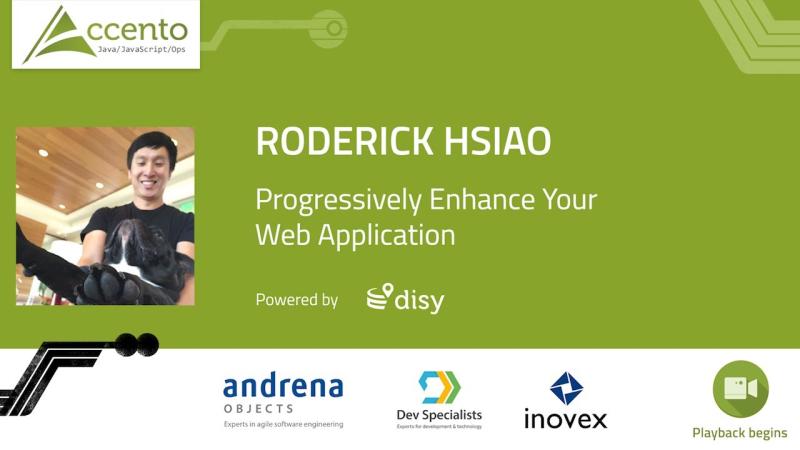 Accento
Java/JavaScript/Ops
RODERICK HSIAO
Progressively Enhance Your
Web Application
Powered by disy
andrena
OBJECTS
Experts in agile software engineering
Dev Specialists
Experts for development & technology
inovex
Playback begins